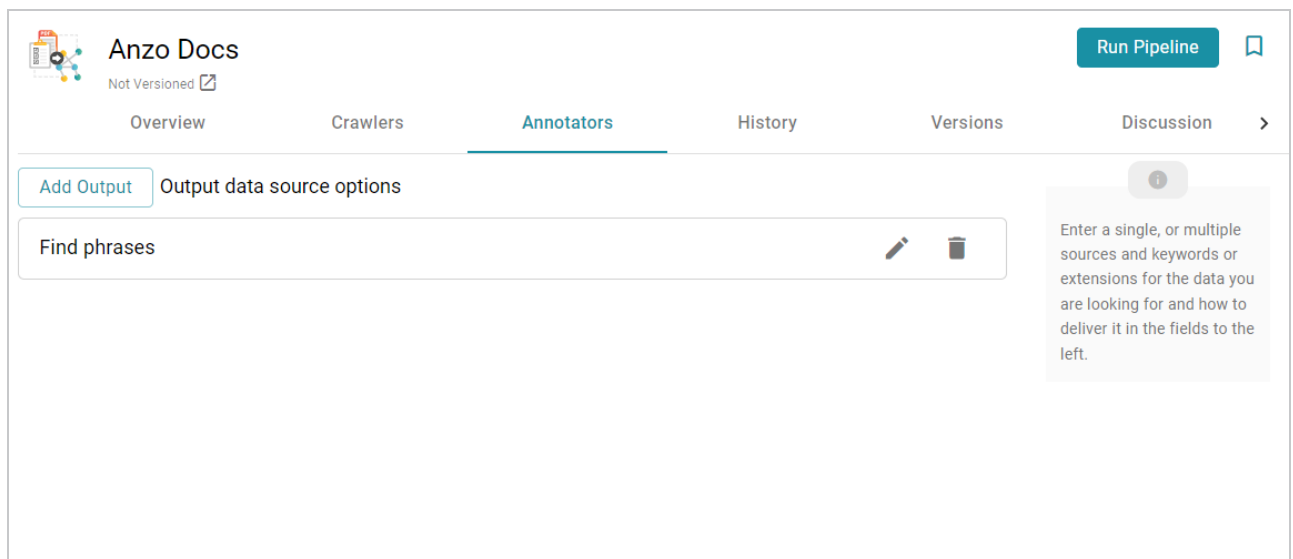 PDF
Anzo Docs
Not Versioned
Run Pipeline
Overview
Crawlers
Annotators
History
Versions
Discussion
Add Output
Output data source options
Find phrases
Enter a single, or multiple
sources and keywords or
extensions for the data you
are looking for and how to
deliver it in the fields to the
left.